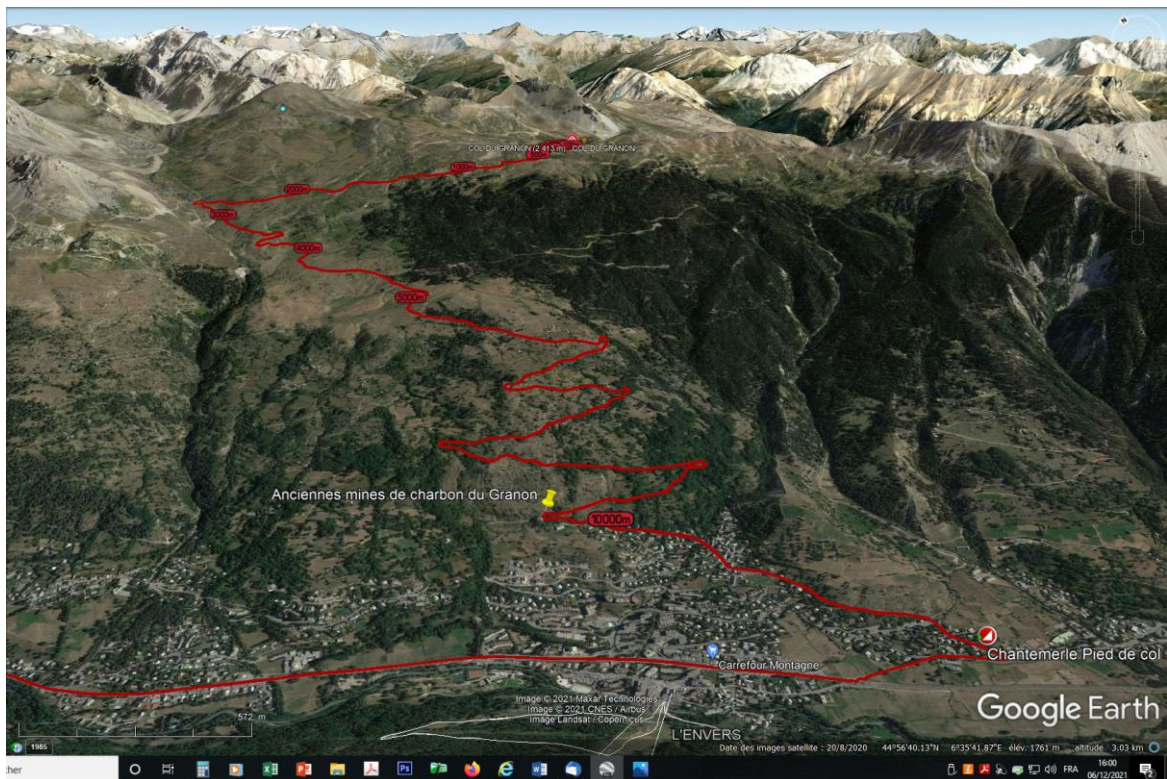 COL DU GRANON (2 413 m)
COL DU GRANON
1000m
2000m
3000m
4000m
5000m
Anciennes mines de charbon du Granon
10000m
Chantemerle Pied de col
Carrefour Montagne
Image © 2021 Maxar Technologies
Image © 2021 CNES / Airbus
Image Landsat / Copernicus
572 m
Google Earth
L'ENVERS
1985
Date des images satellite : 20/8/2020 44°56'40.13"N 6°35'41.87"E élév. 1761 m altitude 3.03 km
cher
FRA
16:00
06/12/2021